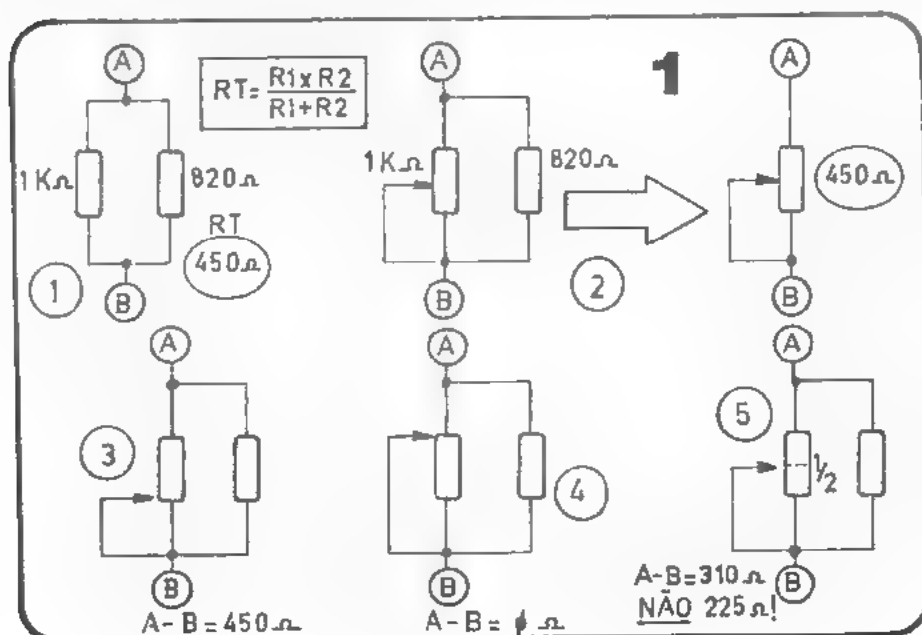 1
A
RT= R1 x R2
R1+R2
1KΩ
820Ω
RT
450Ω
B
1
A
1KΩ
820Ω
B
2
A
450Ω
B
A
3
B
A-B=450Ω
A
4
B
A-B= ϕ Ω
A
5
1/2
B
A-B=310Ω
NÃO 225Ω!